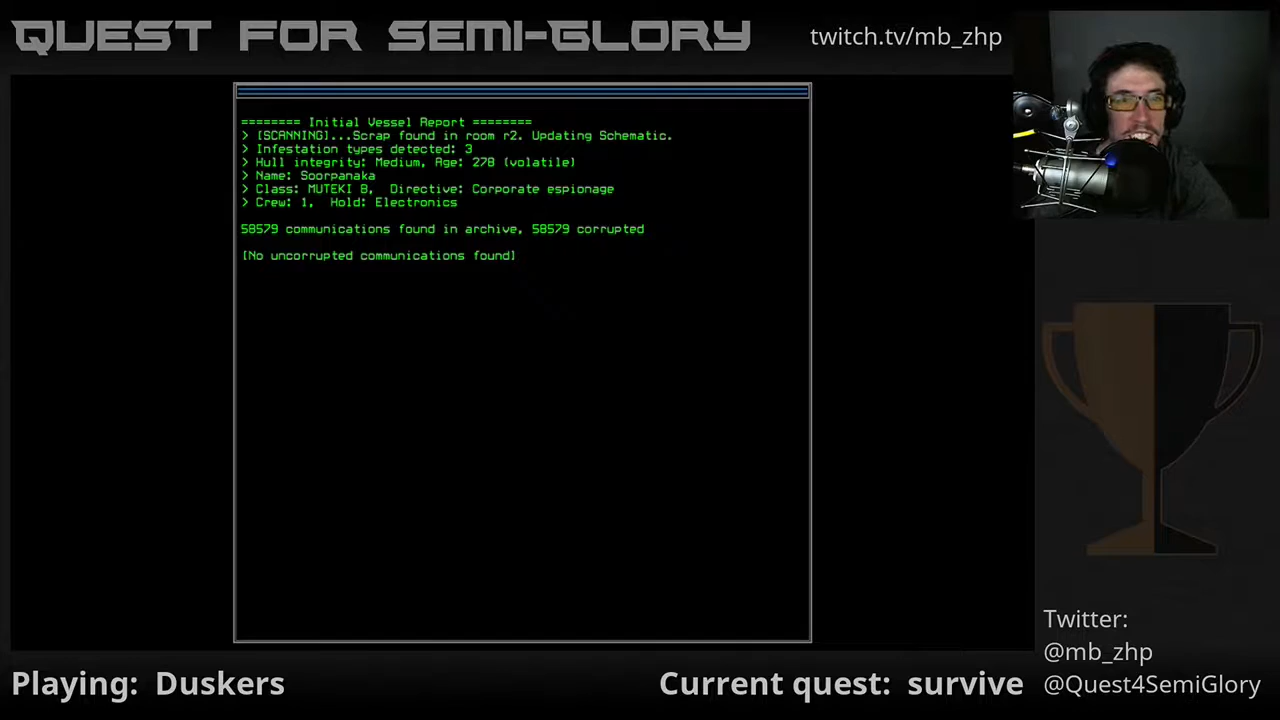 QUEST FOR SEMI-GLORY
twitch.tv/mb_zhp
======== Initial Vessel Report ========
> [SCANNING]...Scrap found in room r2. Updating Schematic.
> Infestation types detected: 3
> Hull integrity: Medium, Age: 278 (volatile)
> Name: Soorpanaka
> Class: MUTEKI 8, Directive: Corporate espionage
> Crew: 1, Hold: Electronics
58579 communications found in archive, 58579 corrupted
[No uncorrupted communications found]
Twitter:
@mb_zhp
@Quest4SemiGlory
Playing: Duskers
Current quest: survive